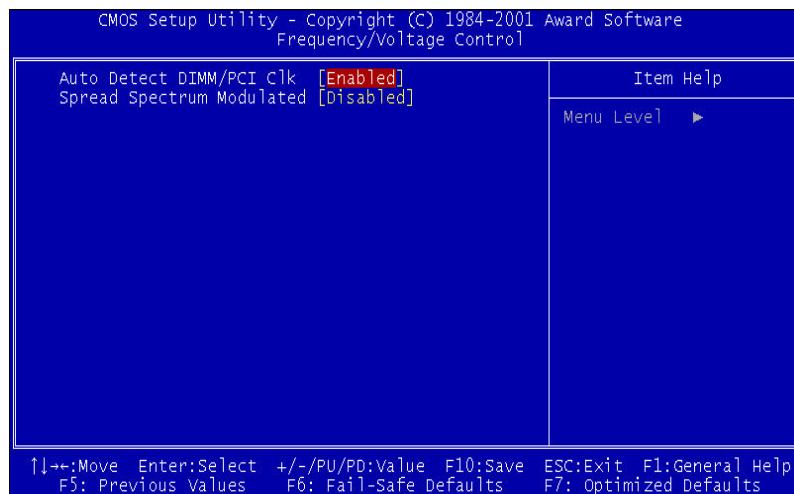 CMOS Setup Utility - Copyright (C) 1984-2001 Award Software
Frequency/Voltage Control
Auto Detect DIMM/PCI Clk [Enabled]
Spread Spectrum Modulated [Disabled]
Item Help
Menu Level ►
↑↓→←:Move Enter:Select +/-/PU/PD:Value F10:Save ESC:Exit F1:General Help
F5: Previous Values F6: Fail-Safe Defaults F7: Optimized Defaults